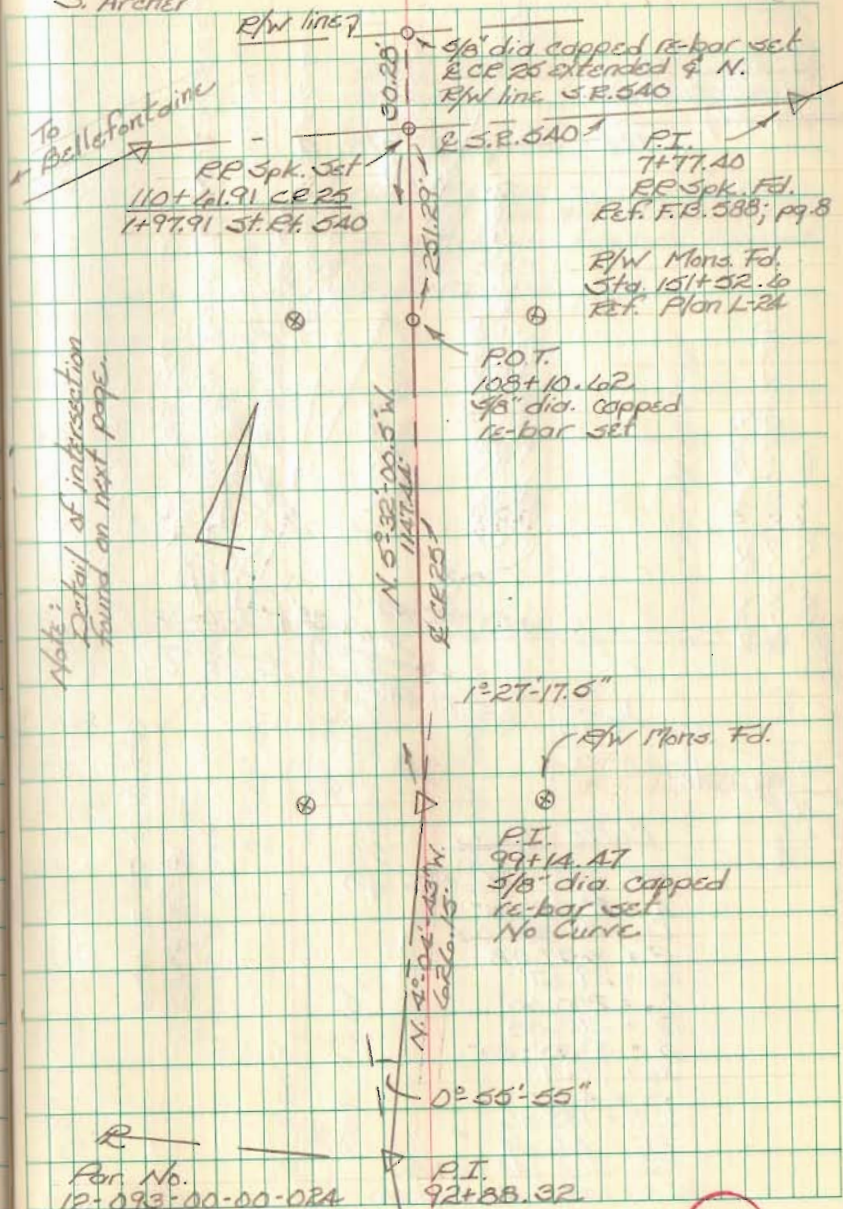 S. Archer
R/W line
5/8" dia. capped re-bar set
℄ CR 25 extended & N.
R/W line S.R. 540
30.28'
To
Bellefontaine
℄ S.R. 540
RR Spk. Set
110+61.91 CR 25
1+97.91 St. Rt. 540
P.I.
7+77.40
RR Spk. Fd.
Ref. F.B. 588; pg. 8
251.29'
R/W Mons. Fd.
Sta. 151+52.6
Ref. Plan L-24
P.O.T.
108+10.62
5/8" dia. capped
re-bar set
Note:
Detail of intersection
found on next page.
N. 5°-32'-00.5" W.
1147.44'
℄ CR 25
1°-27'-17.5"
R/W Mons. Fd.
P.I.
99+14.47
5/8" dia. capped
re-bar set
No Curve
N. 4°-04'-43" W.
626.15'
0°-55'-55"
℄
Par. No.
12-093-00-00-02A
P.I.
92+88.32